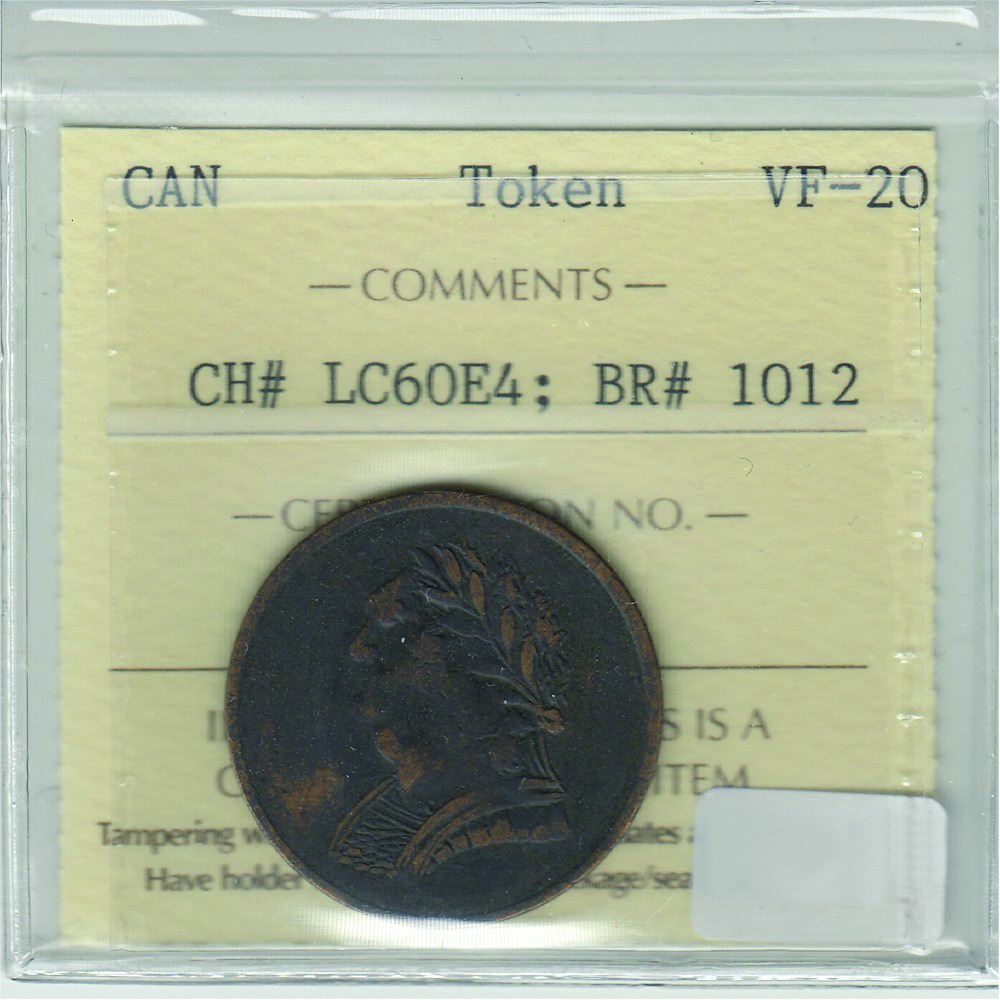 CAN Token VF-20
— COMMENTS —
CH# LC60E4; BR# 1012
— NO. —
IS A
ITEM
Tampering
Have holder